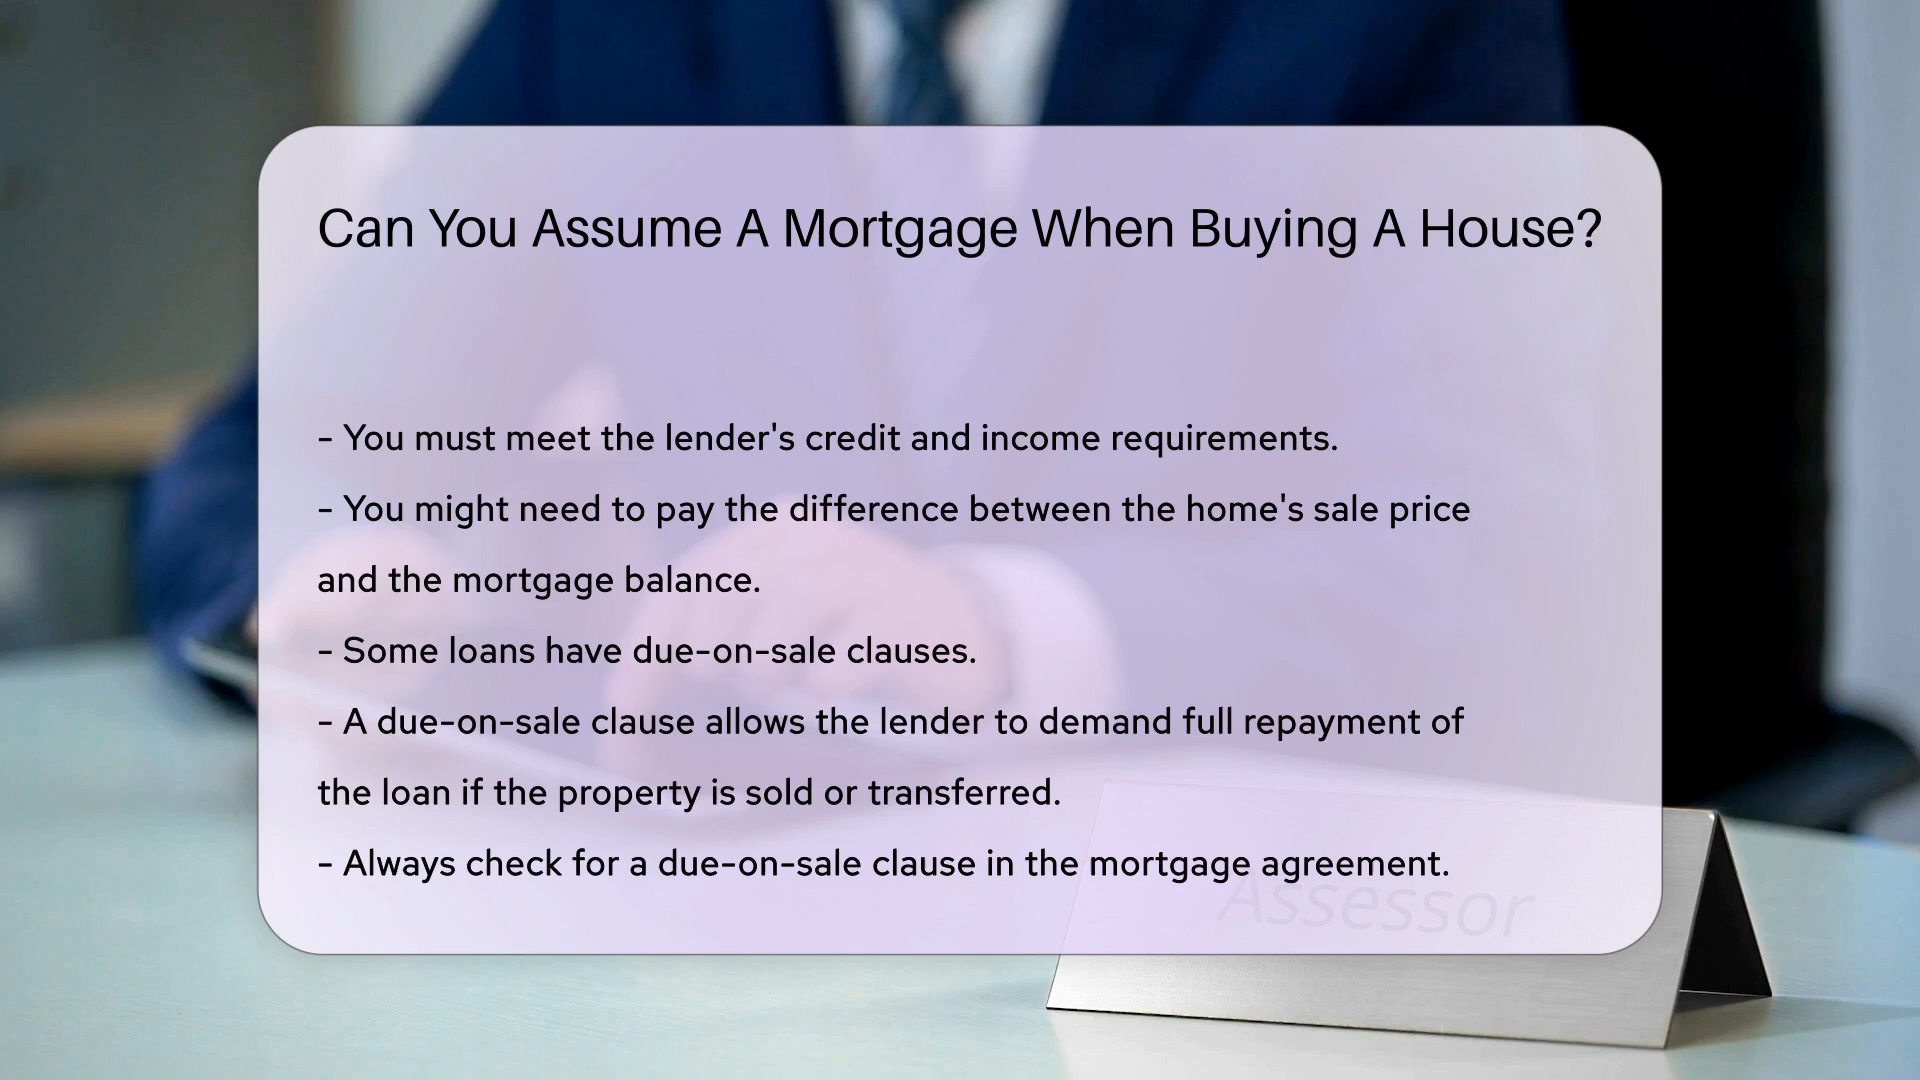 Can You Assume A Mortgage When Buying A House?
- You must meet the lender's credit and income requirements.
- You might need to pay the difference between the home's sale price
and the mortgage balance.
- Some loans have due-on-sale clauses.
- A due-on-sale clause allows the lender to demand full repayment of
the loan if the property is sold or transferred.
- Always check for a due-on-sale clause in the mortgage agreement.
Assessor